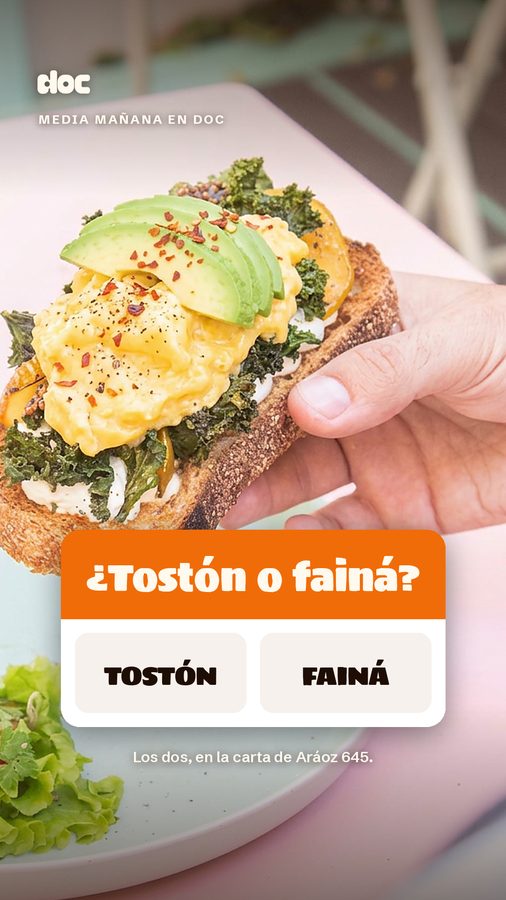 doc
MEDIA MAÑANA EN DOC
¿Tostón o fainá?
TOSTÓN
FAINÁ
Los dos, en la carta de Aráoz 645.